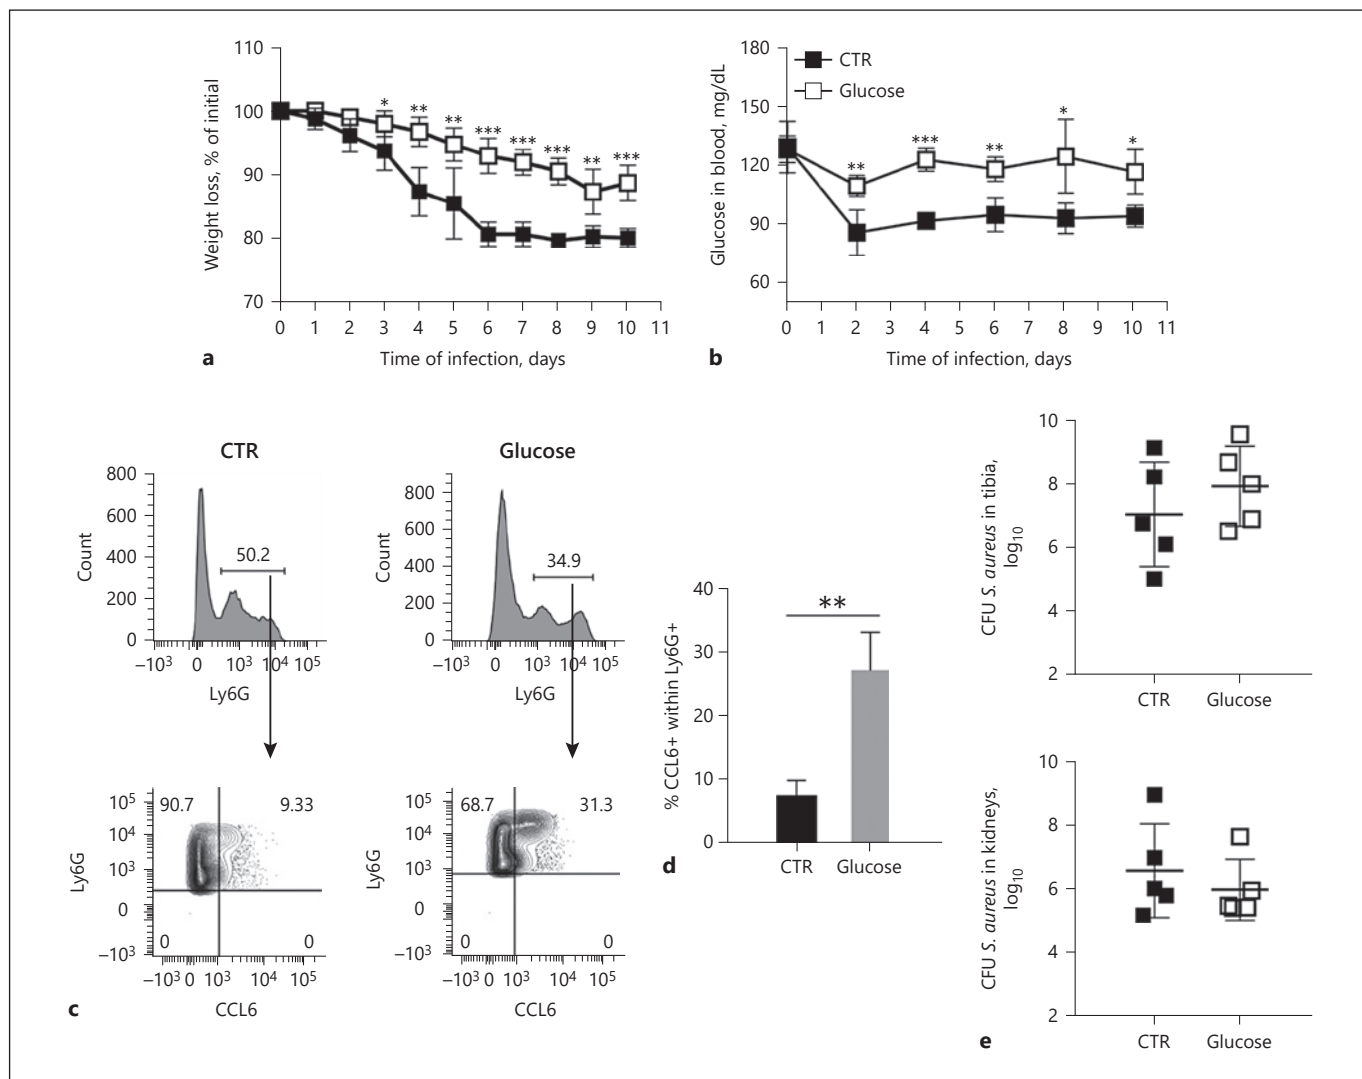 110
100
90
80
70
Weight loss, % of initial
* ** ** *** *** *** ** ***
0 1 2 3 4 5 6 7 8 9 10 11
Time of infection, days
a
180
150
120
90
60
Glucose in blood, mg/dL
CTR
Glucose
** *** ** * *
0 1 2 3 4 5 6 7 8 9 10 11
Time of infection, days
b
CTR
800
600
400
200
0
Count
50.2
–10³ 0 10³ 10⁴ 10⁵
Ly6G
Glucose
800
600
400
200
0
Count
34.9
–10³ 0 10³ 10⁴ 10⁵
Ly6G
10⁵
10⁴
10³
0
–10³
Ly6G
90.7 9.33
0 0
–10³ 0 10³ 10⁴ 10⁵
CCL6
10⁵
10⁴
10³
0
–10³
Ly6G
68.7 31.3
0 0
–10³ 0 10³ 10⁴ 10⁵
CCL6
c
40
30
20
10
0
% CCL6+ within Ly6G+
**
CTR Glucose
d
10
8
6
4
2
CFU S. aureus in tibia,
log₁₀
CTR Glucose
10
8
6
4
2
CFU S. aureus in kidneys,
log₁₀
CTR Glucose
e